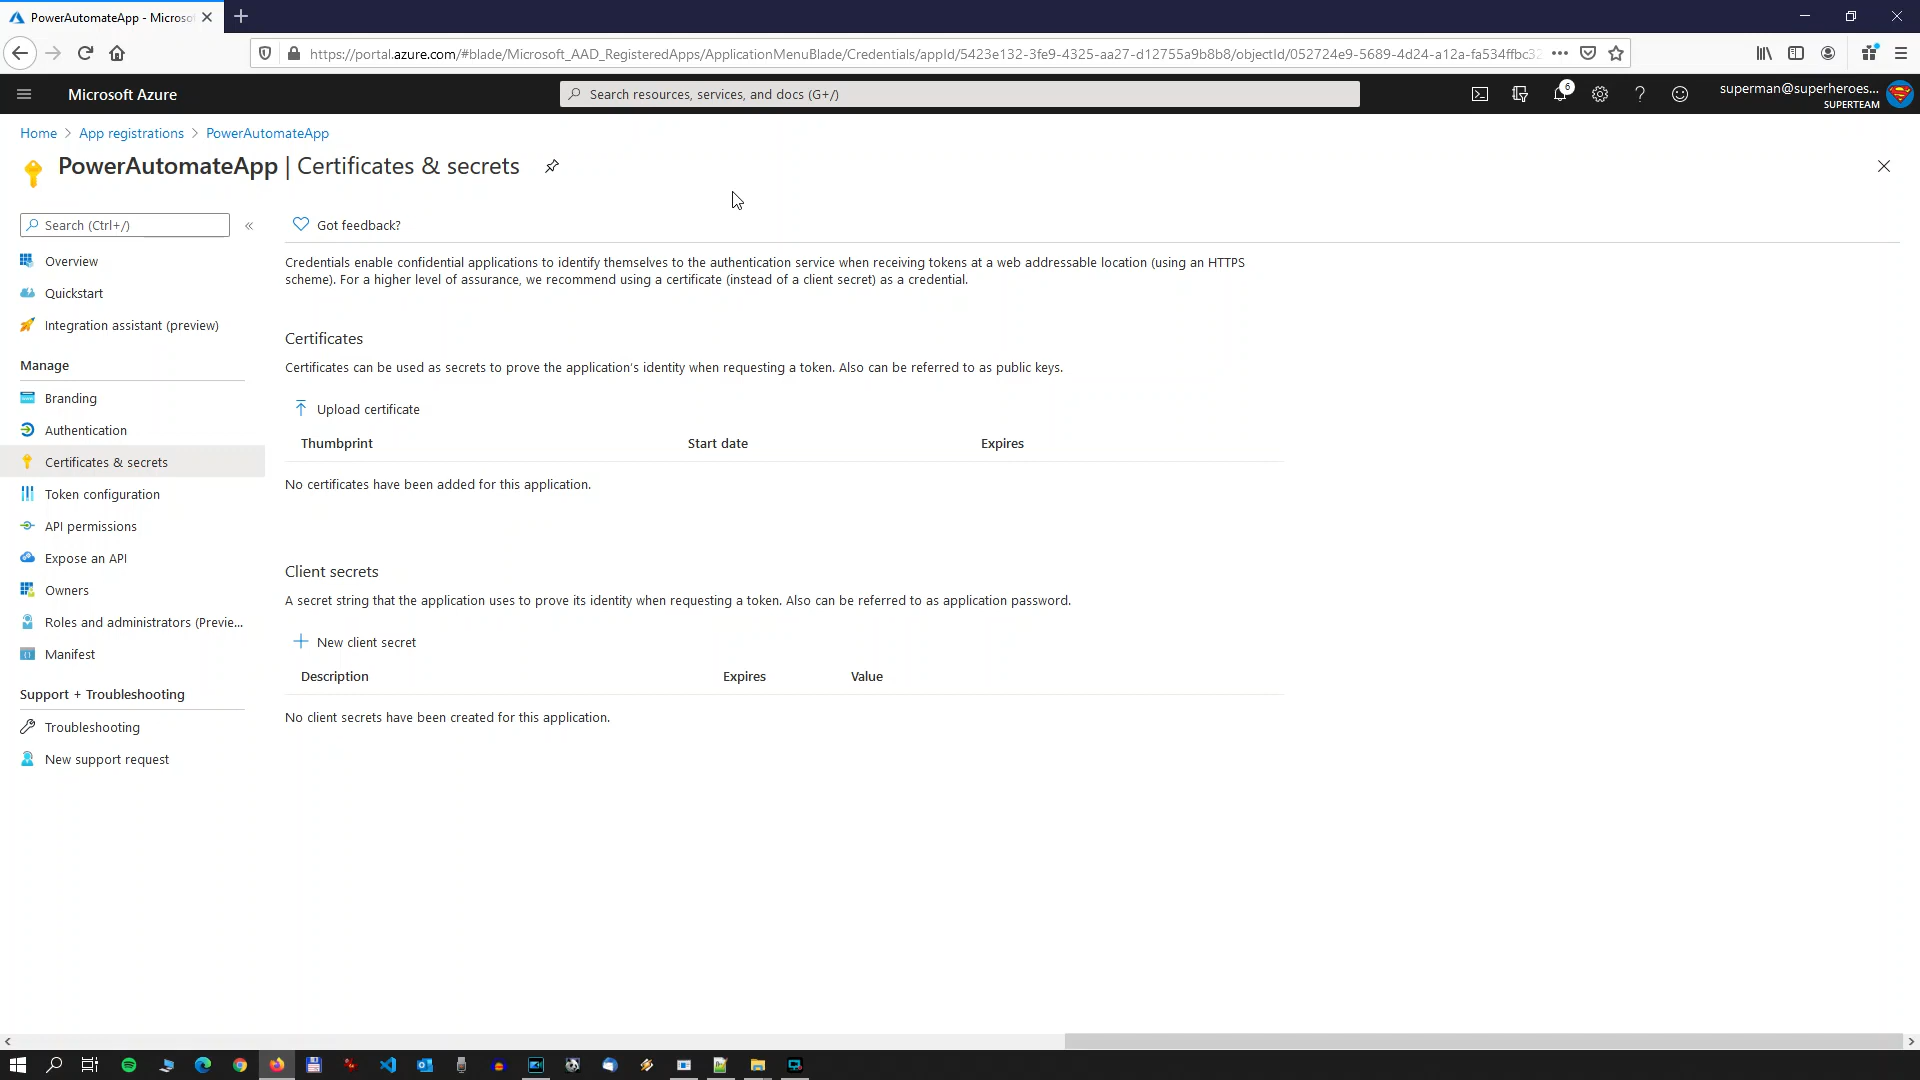 PowerAutomateApp - Microso
https://portal.azure.com/#blade/Microsoft_AAD_RegisteredApps/ApplicationMenuBlade/Credentials/appId/5423e132-3fe9-4325-aa27-d12755a9b8b8/objectId/052724e9-5689-4d24-a12a-fa534ffbc32
Microsoft Azure
Search resources, services, and docs (G+/)
6
superman@superheroes...
SUPERTEAM
Home > App registrations > PowerAutomateApp
PowerAutomateApp | Certificates & secrets
Search (Ctrl+/)
«
Got feedback?
Overview
Quickstart
Integration assistant (preview)
Manage
Branding
Authentication
Certificates & secrets
Token configuration
API permissions
Expose an API
Owners
Roles and administrators (Previe...
Manifest
Support + Troubleshooting
Troubleshooting
New support request
Credentials enable confidential applications to identify themselves to the authentication service when receiving tokens at a web addressable location (using an HTTPS
scheme). For a higher level of assurance, we recommend using a certificate (instead of a client secret) as a credential.
Certificates
Certificates can be used as secrets to prove the application's identity when requesting a token. Also can be referred to as public keys.
Upload certificate
Thumbprint Start date Expires
No certificates have been added for this application.
Client secrets
A secret string that the application uses to prove its identity when requesting a token. Also can be referred to as application password.
New client secret
Description Expires Value
No client secrets have been created for this application.